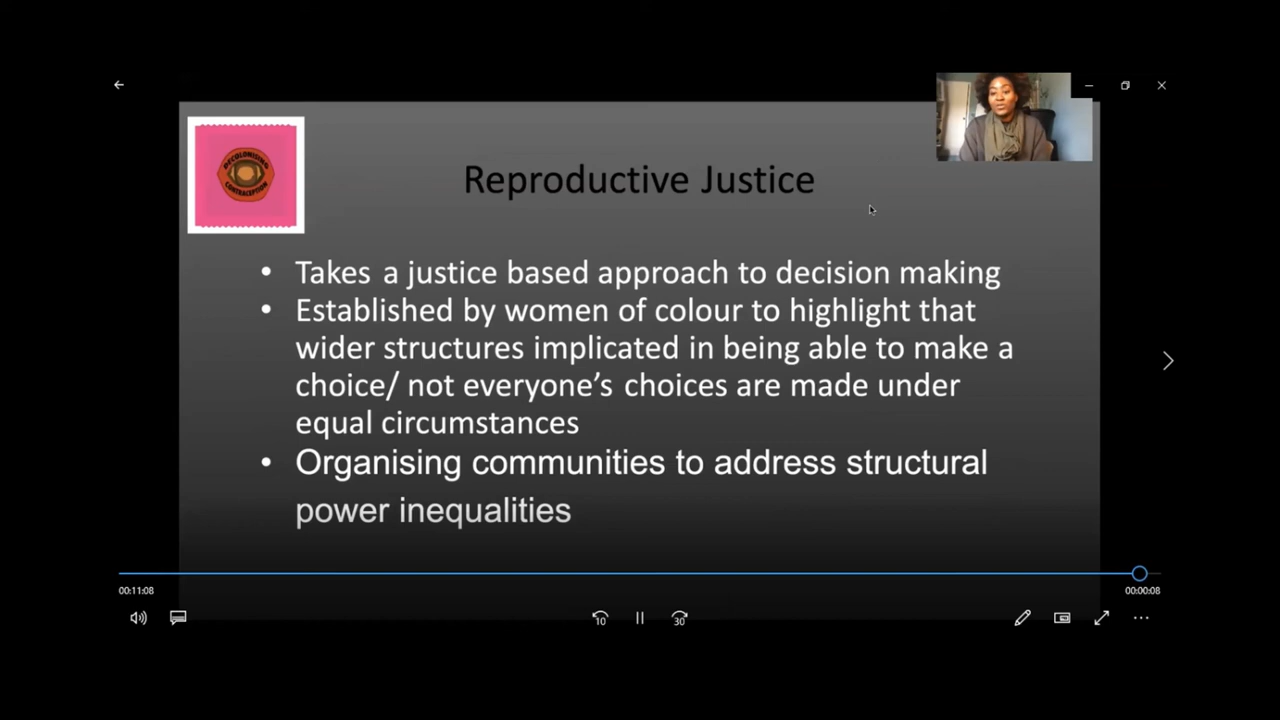 DECOLONISING
CONTRACEPTION
Reproductive Justice
• Takes a justice based approach to decision making
• Established by women of colour to highlight that
wider structures implicated in being able to make a
choice/ not everyone's choices are made under
equal circumstances
• Organising communities to address structural
power inequalities
00:11:08
00:00:08
10
30